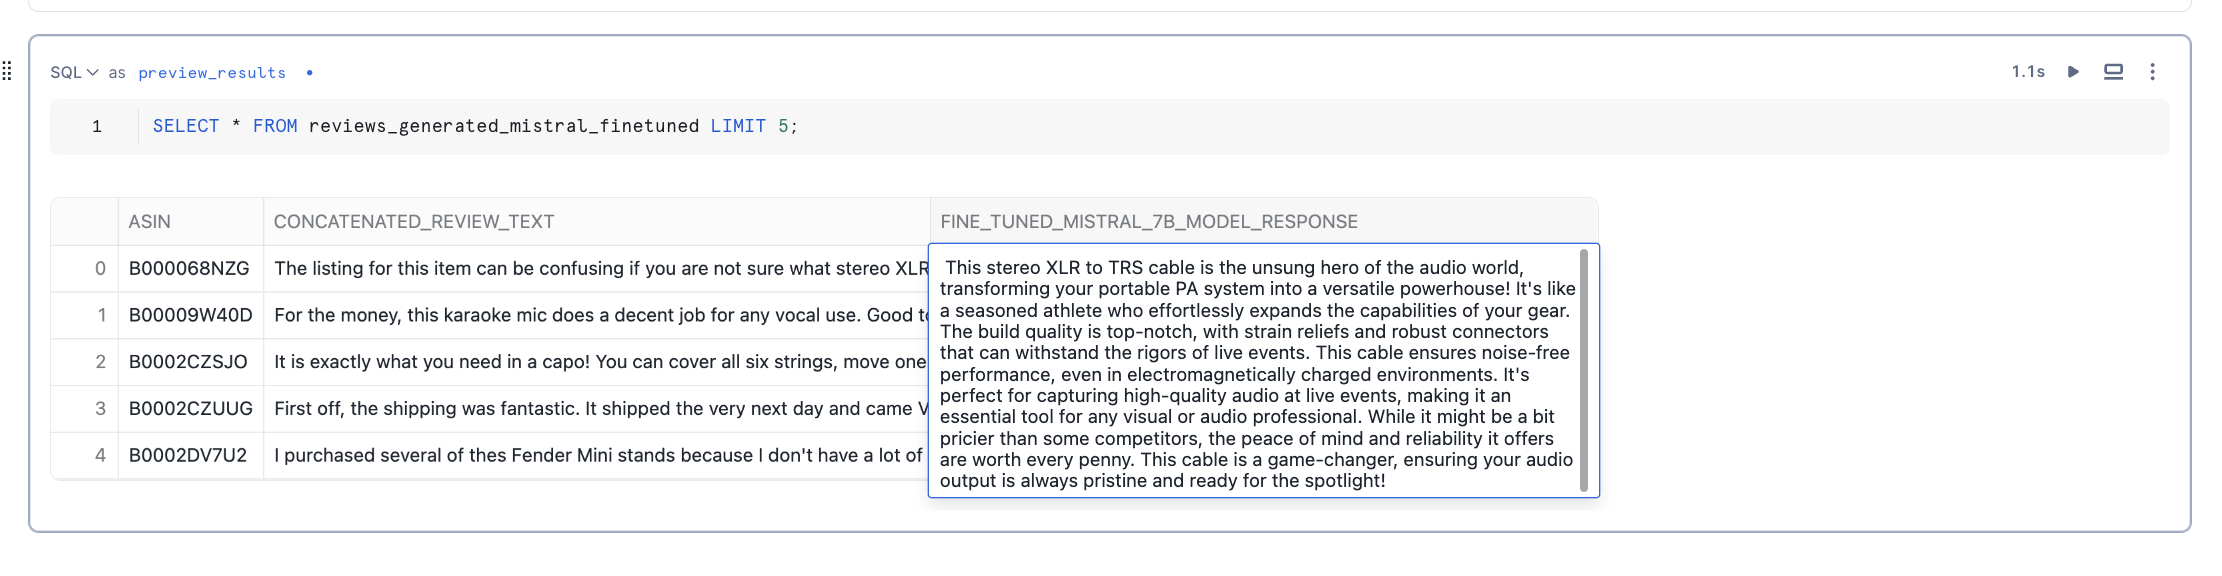 SQL as preview_results
1.1s
1 SELECT * FROM reviews_generated_mistral_finetuned LIMIT 5;
ASIN CONCATENATED_REVIEW_TEXT FINE_TUNED_MISTRAL_7B_MODEL_RESPONSE
0 B000068NZG The listing for this item can be confusing if you are not sure what stereo XLR
1 B00009W40D For the money, this karaoke mic does a decent job for any vocal use. Good
2 B0002CZSJO It is exactly what you need in a capo! You can cover all six strings, move one
3 B0002CZUUG First off, the shipping was fantastic. It shipped the very next day and came
4 B0002DV7U2 I purchased several of thes Fender Mini stands because I don't have a lot of
This stereo XLR to TRS cable is the unsung hero of the audio world,
transforming your portable PA system into a versatile powerhouse! It's like
a seasoned athlete who effortlessly expands the capabilities of your gear.
The build quality is top-notch, with strain reliefs and robust connectors
that can withstand the rigors of live events. This cable ensures noise-free
performance, even in electromagnetically charged environments. It's
perfect for capturing high-quality audio at live events, making it an
essential tool for any visual or audio professional. While it might be a bit
pricier than some competitors, the peace of mind and reliability it offers
are worth every penny. This cable is a game-changer, ensuring your audio
output is always pristine and ready for the spotlight!